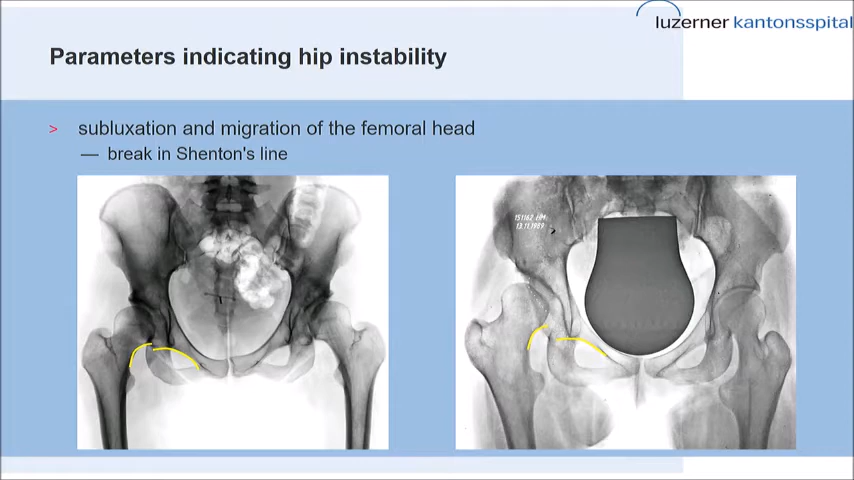 luzerner kantonsspital
Parameters indicating hip instability
> subluxation and migration of the femoral head
— break in Shenton's line
151162 HM
13.11.1989